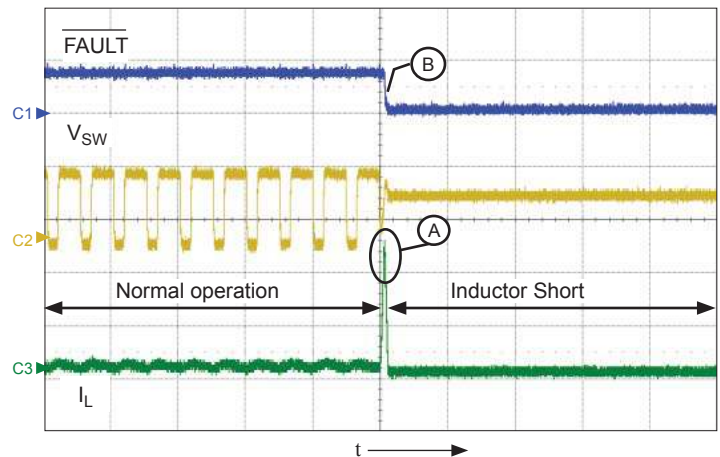 FAULT
B
C1
VSW
C2
A
Normal operation
Inductor Short
C3
IL
t